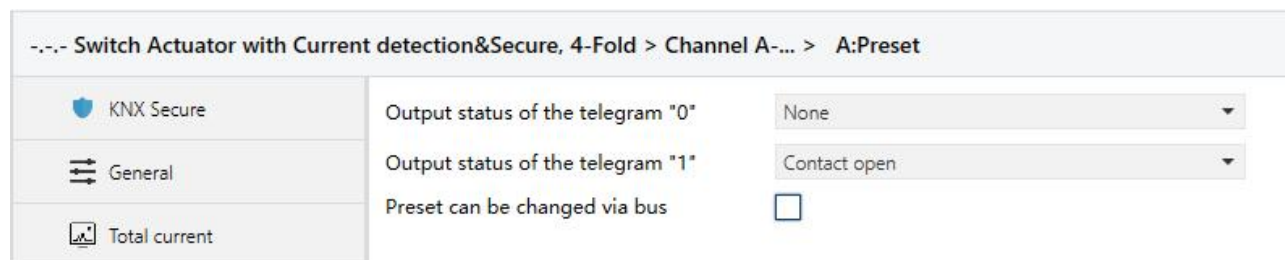 -.-.- Switch Actuator with Current detection&Secure, 4-Fold > Channel A-... > A:Preset
KNX Secure
Output status of the telegram "0" None
General
Output status of the telegram "1" Contact open
Preset can be changed via bus
Total current